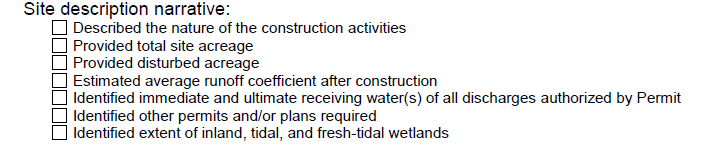 Site description narrative:
Described the nature of the construction activities
Provided total site acreage
Provided disturbed acreage
Estimated average runoff coefficient after construction
Identified immediate and ultimate receiving water(s) of all discharges authorized by Permit
Identified other permits and/or plans required
Identified extent of inland, tidal, and fresh-tidal wetlands